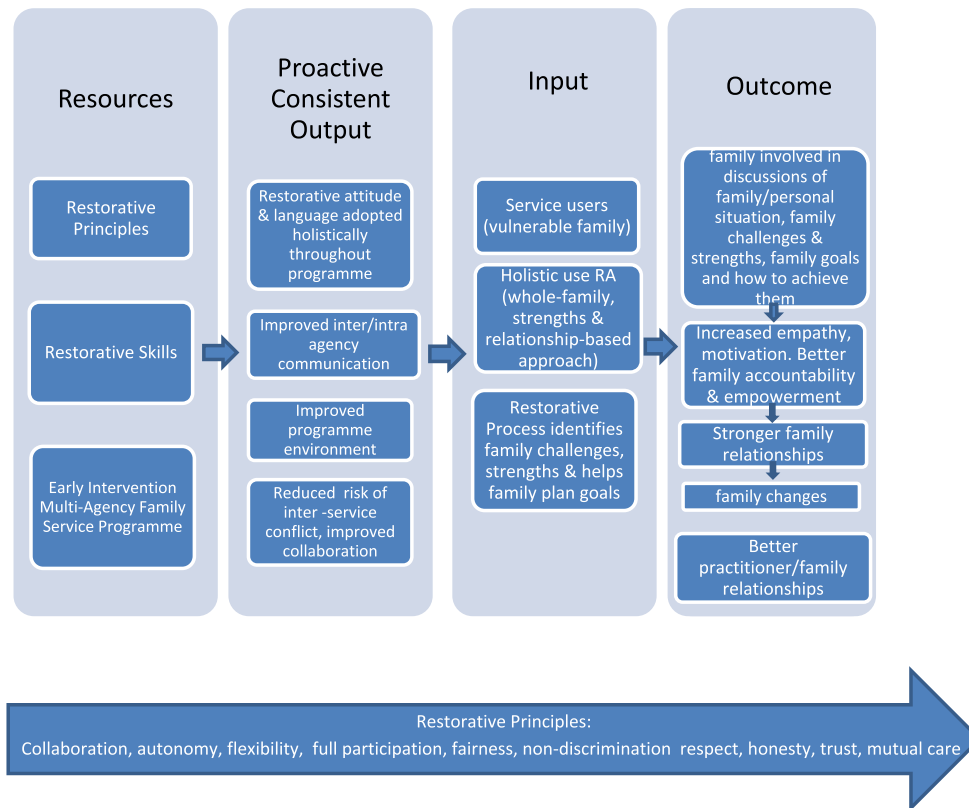 Resources
Restorative
Principles
Restorative Skills
Early Intervention
Multi-Agency Family
Service Programme
Proactive
Consistent
Output
Restorative attitude
& language adopted
holistically
throughout
programme
Improved inter/intra
agency
communication
Improved
programme
environment
Reduced risk of
inter -service
conflict, improved
collaboration
Input
Service users
(vulnerable family)
Holistic use RA
(whole-family,
strengths &
relationship-based
approach)
Restorative
Process identifies
family challenges,
strengths & helps
family plan goals
Outcome
family involved in
discussions of
family/personal
situation, family
challenges &
strengths, family goals
and how to achieve
them
Increased empathy,
motivation. Better
family accountability
& empowerment
Stronger family
relationships
family changes
Better
practitioner/family
relationships
Restorative Principles:
Collaboration, autonomy, flexibility, full participation, fairness, non-discrimination respect, honesty, trust, mutual care